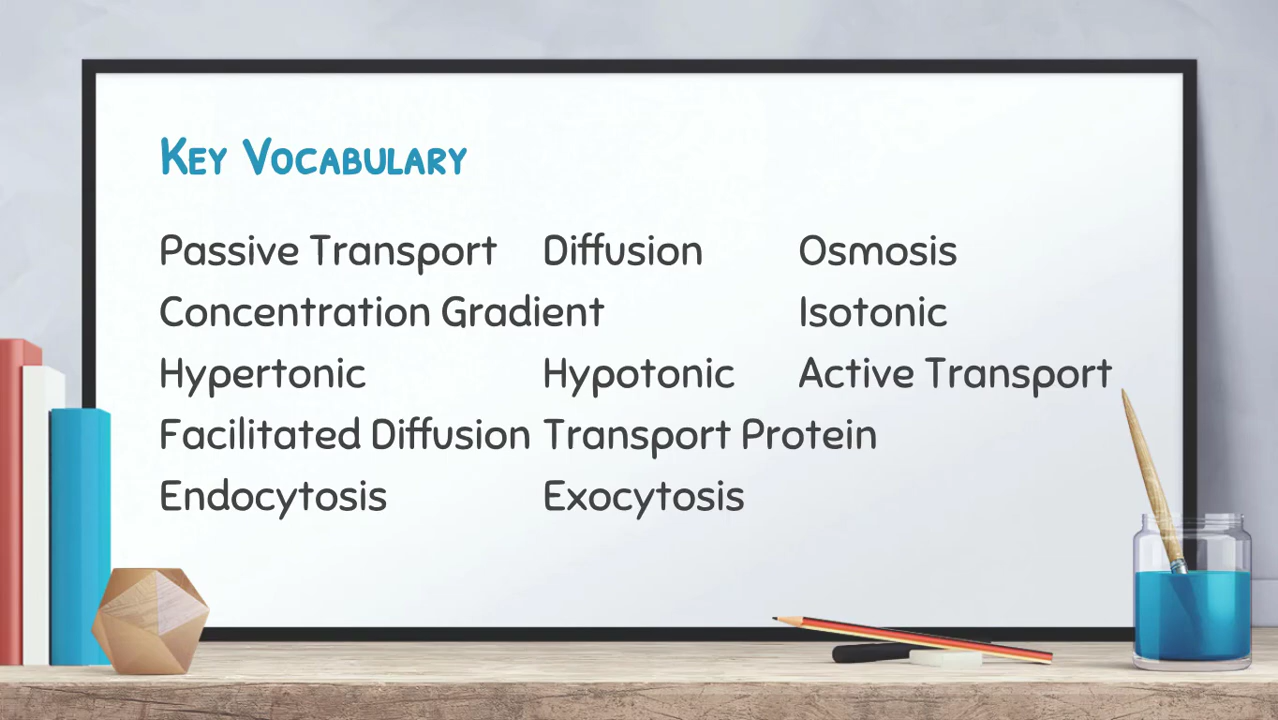 Key Vocabulary
Passive Transport Diffusion Osmosis
Concentration Gradient Isotonic
Hypertonic Hypotonic Active Transport
Facilitated Diffusion Transport Protein
Endocytosis Exocytosis